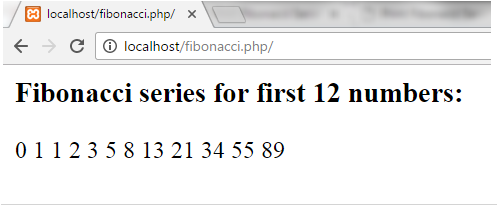 localhost/fibonacci.php/
localhost/fibonacci.php/
Fibonacci series for first 12 numbers:
0 1 1 2 3 5 8 13 21 34 55 89